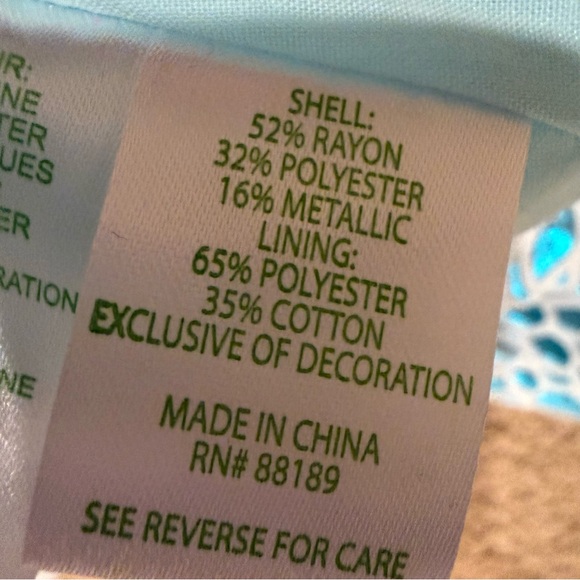 SHELL:
52% RAYON
32% POLYESTER
16% METALLIC
LINING:
65% POLYESTER
35% COTTON
EXCLUSIVE OF DECORATION
MADE IN CHINA
RN# 88189
SEE REVERSE FOR CARE